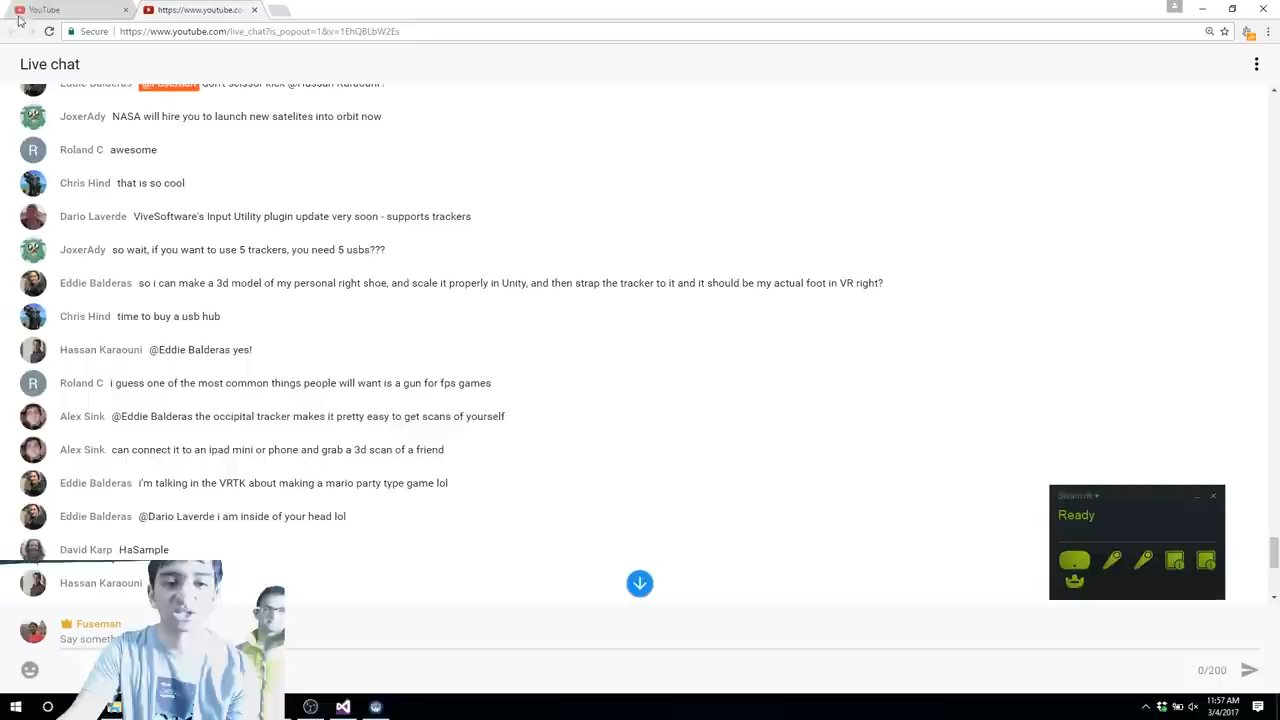 YouTube
https://www.youtube.co
Secure
https://www.youtube.com/live_chat?is_popout=1&v=1EhQBLbW2Es
Live chat
Eddie Balderas @Fuseman don't scissor kick @Hassan Karaouni !
JoxerAdy NASA will hire you to launch new satelites into orbit now
Roland C awesome
Chris Hind that is so cool
Dario Laverde ViveSoftware's Input Utility plugin update very soon - supports trackers
JoxerAdy so wait, if you want to use 5 trackers, you need 5 usbs???
Eddie Balderas so i can make a 3d model of my personal right shoe, and scale it properly in Unity, and then strap the tracker to it and it should be my actual foot in VR right?
Chris Hind time to buy a usb hub
Hassan Karaouni @Eddie Balderas yes!
R
Roland C i guess one of the most common things people will want is a gun for fps games
R
Alex Sink @Eddie Balderas the occipital tracker makes it pretty easy to get scans of yourself
Alex Sink can connect it to an ipad mini or phone and grab a 3d scan of a friend
Eddie Balderas i'm talking in the VRTK about making a mario party type game lol
Eddie Balderas @Dario Laverde i am inside of your head lol
David Karp HaSample
Hassan Karaouni
SteamVR
Ready
Fuseman
Say someth
0/200
11:57 AM
3/4/2017